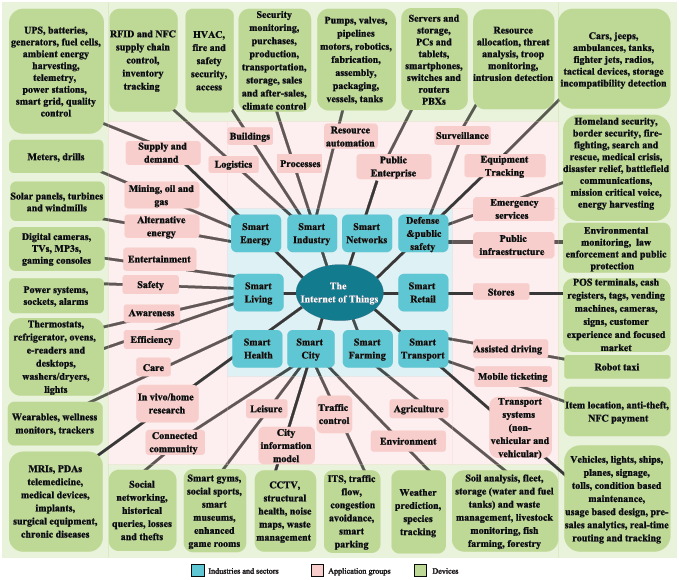 UPS, batteries,
generators, fuel cells,
ambient energy
harvesting,
telemetry,
power stations,
smart grid, quality
control
RFID and NFC
supply chain
control,
inventory
tracking
HVAC,
fire and
safety
security,
access
Security
monitoring,
purchases,
production,
transportation,
storage, sales
and after-sales,
climate control
Pumps, valves,
pipelines
motors, robotics,
fabrication,
assembly,
packaging,
vessels, tanks
Servers and
storage,
PCs and
tablets,
smartphones,
switches and
routers
PBXs
Resource
allocation, threat
analysis, troop
monitoring,
intrusion detection
Cars, jeeps,
ambulances, tanks,
fighter jets, radios,
tactical devices, storage
incompatibility detection
Meters, drills
Solar panels, turbines
and windmills
Digital cameras,
TVs, MP3s,
gaming consoles
Power systems,
sockets, alarms
Thermostats,
refrigerator, ovens,
e-readers and
desktops,
washers/dryers,
lights
Wearables, wellness
monitors, trackers
MRIs, PDAs
telemedicine,
medical devices,
implants,
surgical equipment,
chronic diseases
Supply and
demand
Mining, oil and
gas
Alternative
energy
Entertainment
Safety
Awareness
Efficiency
Care
In vivo/home
research
Connected
community
Buildings
Logistics
Processes
Resource
automation
Public
Enterprise
Surveillance
Equipment
Tracking
Emergency
services
Public
infrastructure
Stores
Assisted driving
Mobile ticketing
Transport
systems
(non-
vehicular and
vehicular)
Smart
Energy
Smart
Industry
Smart
Networks
Defense
&public
safety
Smart
Living
The
Internet of Things
Smart
Retail
Smart
Health
Smart
City
Smart
Farming
Smart
Transport
Leisure
City
information
model
Traffic
control
Agriculture
Environment
Homeland security,
border security, fire-
fighting, search and
rescue, medical crisis,
disaster relief, battlefield
communications,
mission critical voice,
energy harvesting
Environmental
monitoring, law
enforcement and public
protection
POS terminals, cash
registers, tags, vending
machines, cameras,
signs, customer
experience and focused
market
Robot taxi
Item location, anti-theft,
NFC payment
Vehicles, lights, ships,
planes, signage,
tolls, condition based
maintenance,
usage based design, pre-
sales analytics, real-time
routing and tracking
Social
networking,
historical
queries, losses
and thefts
Smart gyms,
social sports,
smart
museums,
enhanced
game rooms
CCTV,
structural
health, noise
maps, waste
management
ITS, traffic
flow,
congestion
avoidance,
smart
parking
Weather
prediction,
species
tracking
Soil analysis, fleet,
storage (water and fuel
tanks) and waste
management, livestock
monitoring, fish
farming, forestry
Industries and sectors
Application groups
Devices